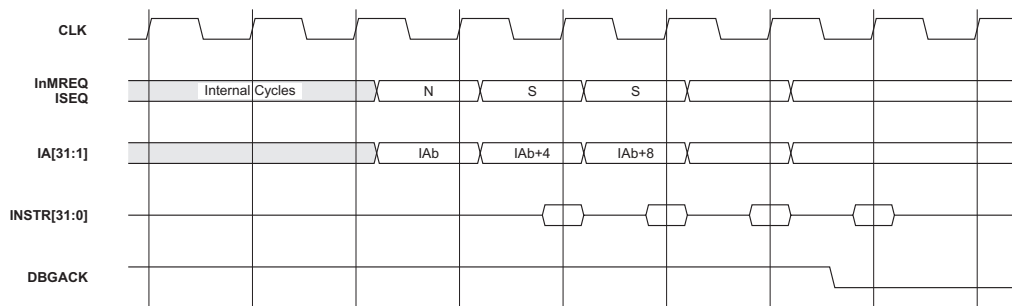 CLK
InMREQ
ISEQ
Internal Cycles N S S
IA[31:1]
IAb IAb+4 IAb+8
INSTR[31:0]
DBGACK